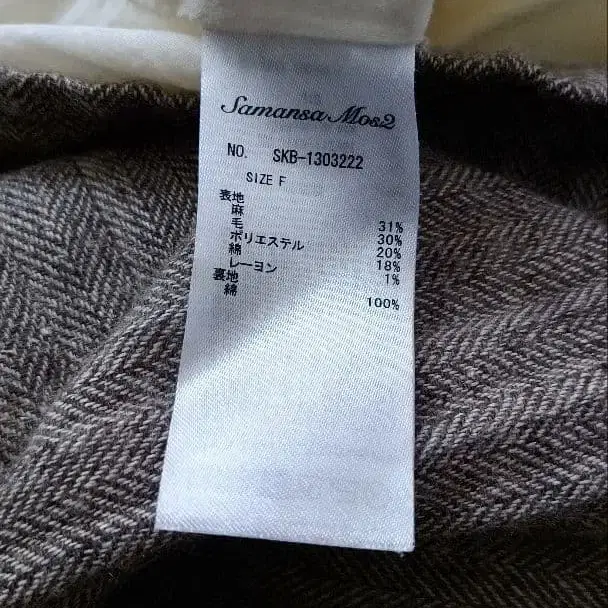 Samansa Mos2
NO. SKB-1303222
SIZE F
表地
麻 31%
毛 30%
ポリエステル 20%
綿 18%
レーヨン 1%
裏地
綿 100%